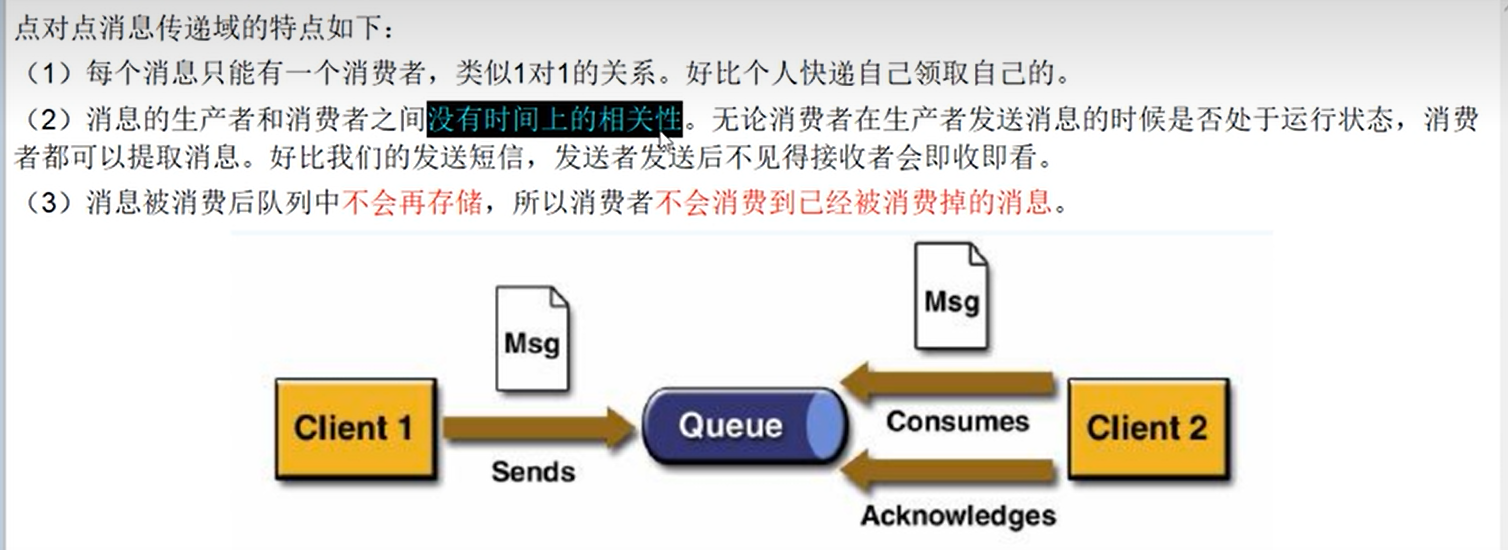 点对点消息传递域的特点如下：
（1）每个消息只能有一个消费者，类似1对1的关系。好比个人快递自己领取自己的。
（2）消息的生产者和消费者之间没有时间上的相关性。无论消费者在生产者发送消息的时候是否处于运行状态，消费
者都可以提取消息。好比我们的发送短信，发送者发送后不见得接收者会即收即看。
（3）消息被消费后队列中不会再存储，所以消费者不会消费到已经被消费掉的消息。
Msg
Msg
Client 1
Sends
Queue
Consumes
Acknowledges
Client 2